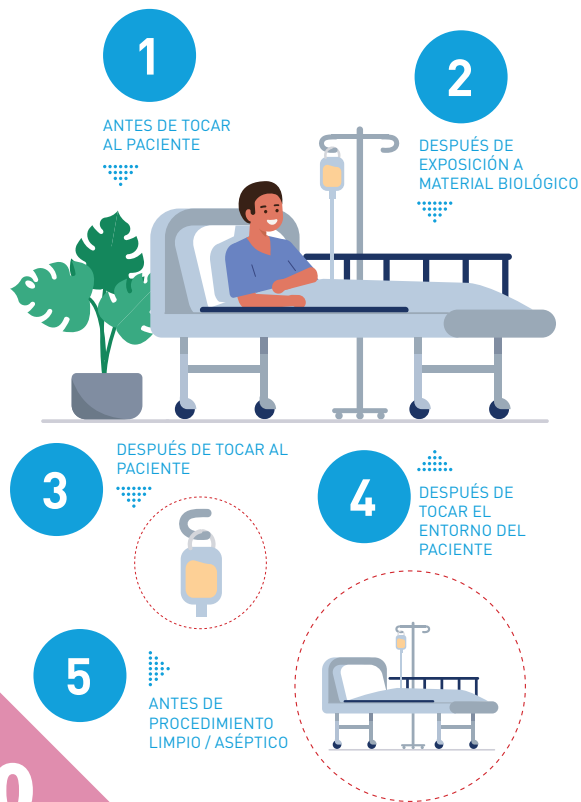 1
ANTES DE TOCAR
AL PACIENTE
2
DESPUÉS DE
EXPOSICIÓN A
MATERIAL BIOLÓGICO
3
DESPUÉS DE TOCAR AL
PACIENTE
4
DESPUÉS DE
TOCAR EL
ENTORNO DEL
PACIENTE
5
ANTES DE
PROCEDIMIENTO
LIMPIO / ASÉPTICO